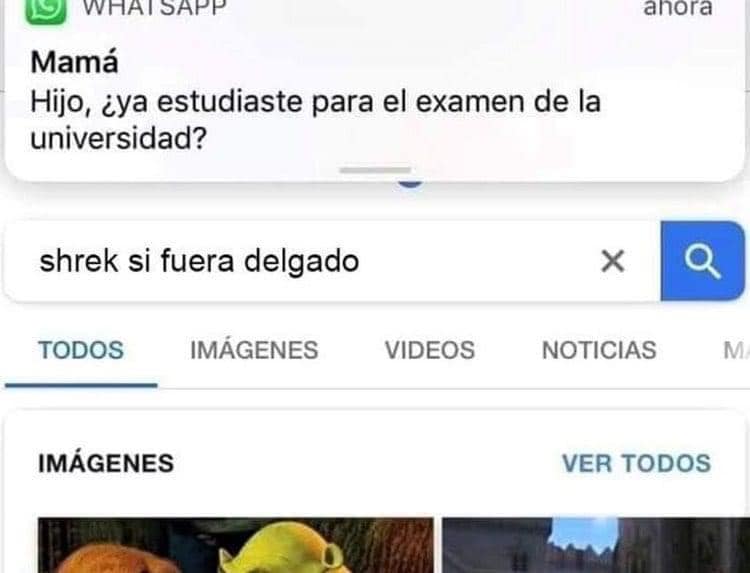 WHATSAPP ahora
Mamá
Hijo, ¿ya estudiaste para el examen de la
universidad?
shrek si fuera delgado
TODOS IMÁGENES VIDEOS NOTICIAS
IMÁGENES VER TODOS